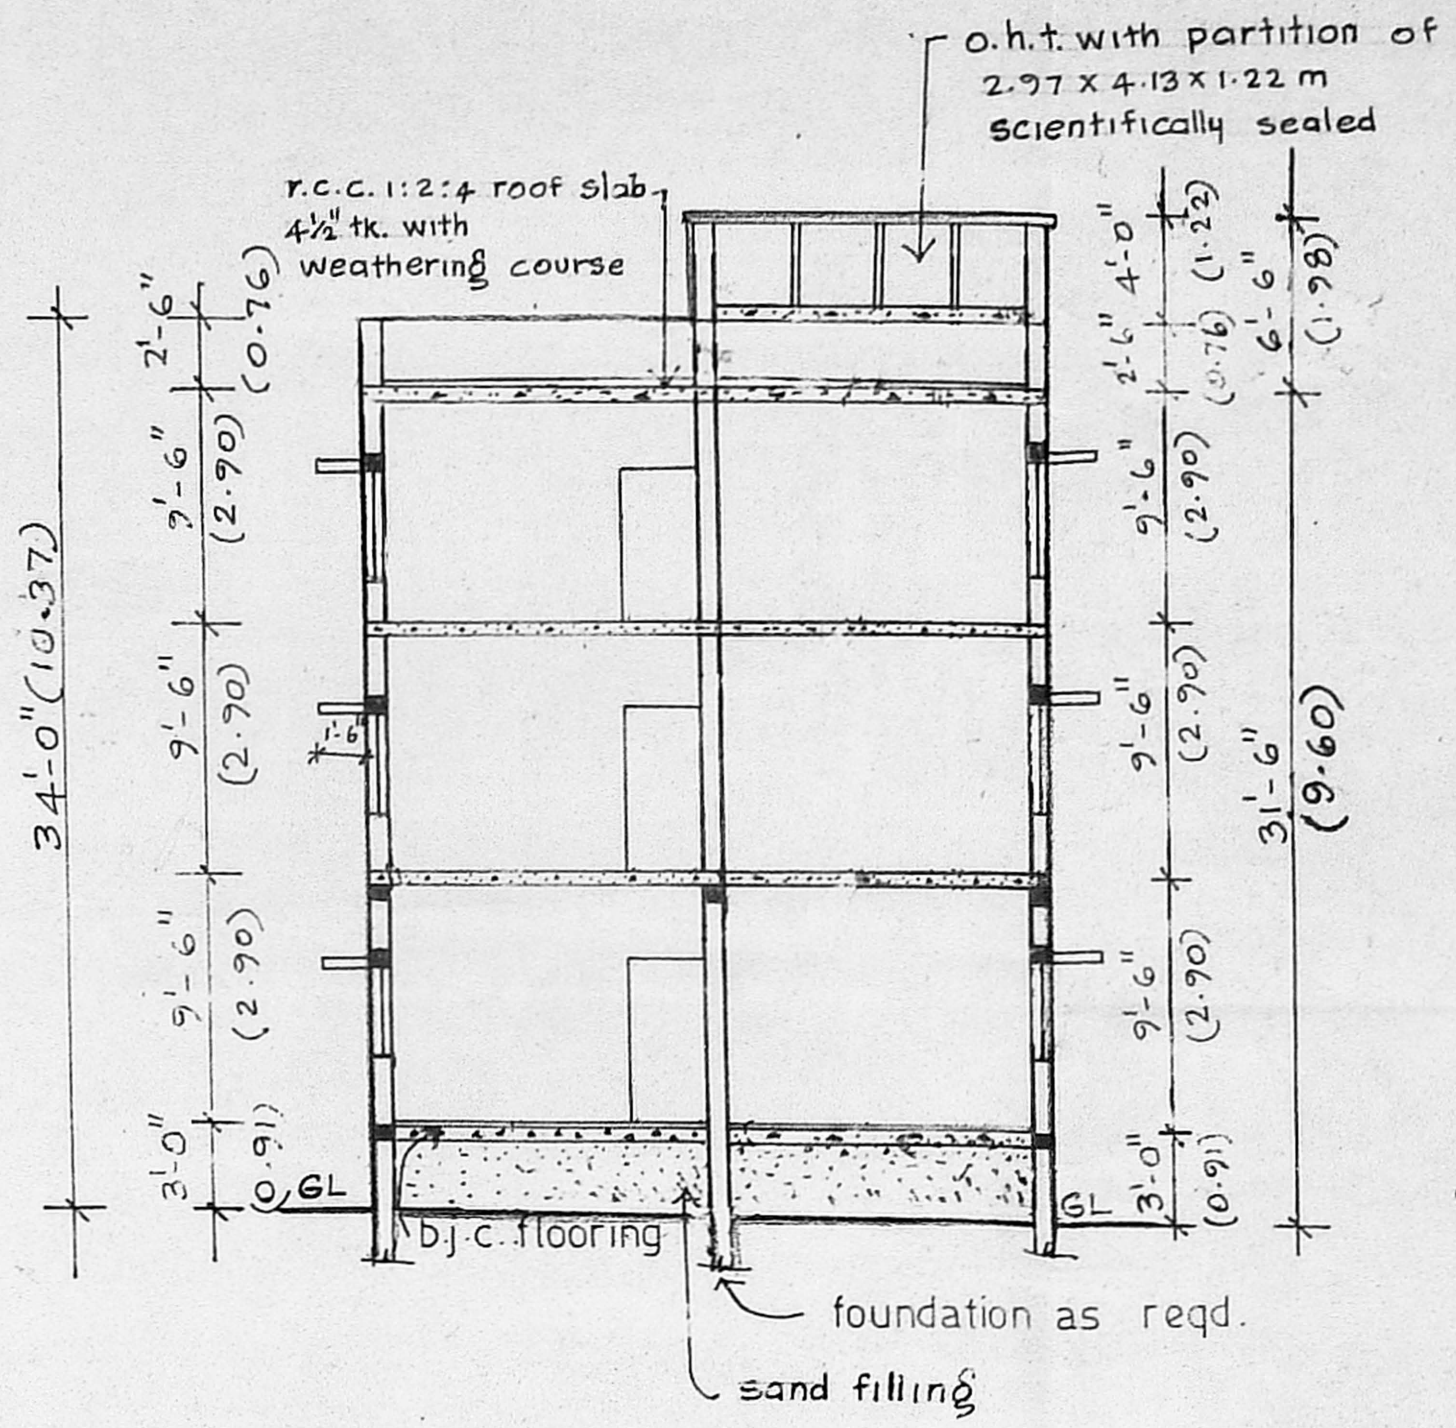 o.h.t. with partition of
2.97 x 4.13 x 1.22 m
scientifically sealed
r.c.c. 1:2:4 roof slab
4½" tk. with
weathering course
34'-0" (10.37)
2'-6"
(0.76)
9'-6"
(2.90)
9'-6"
(2.90)
1'-6"
9'-6"
(2.90)
3'-0"
(0.91)
GL
4'-0"
(1.22)
2'-6"
(0.76)
6'-6"
(1.98)
9'-6"
(2.90)
9'-6"
(2.90)
9'-6"
(2.90)
31'-6"
(9.60)
3'-0"
(0.91)
GL
b.j.c. flooring
foundation as reqd.
sand filling